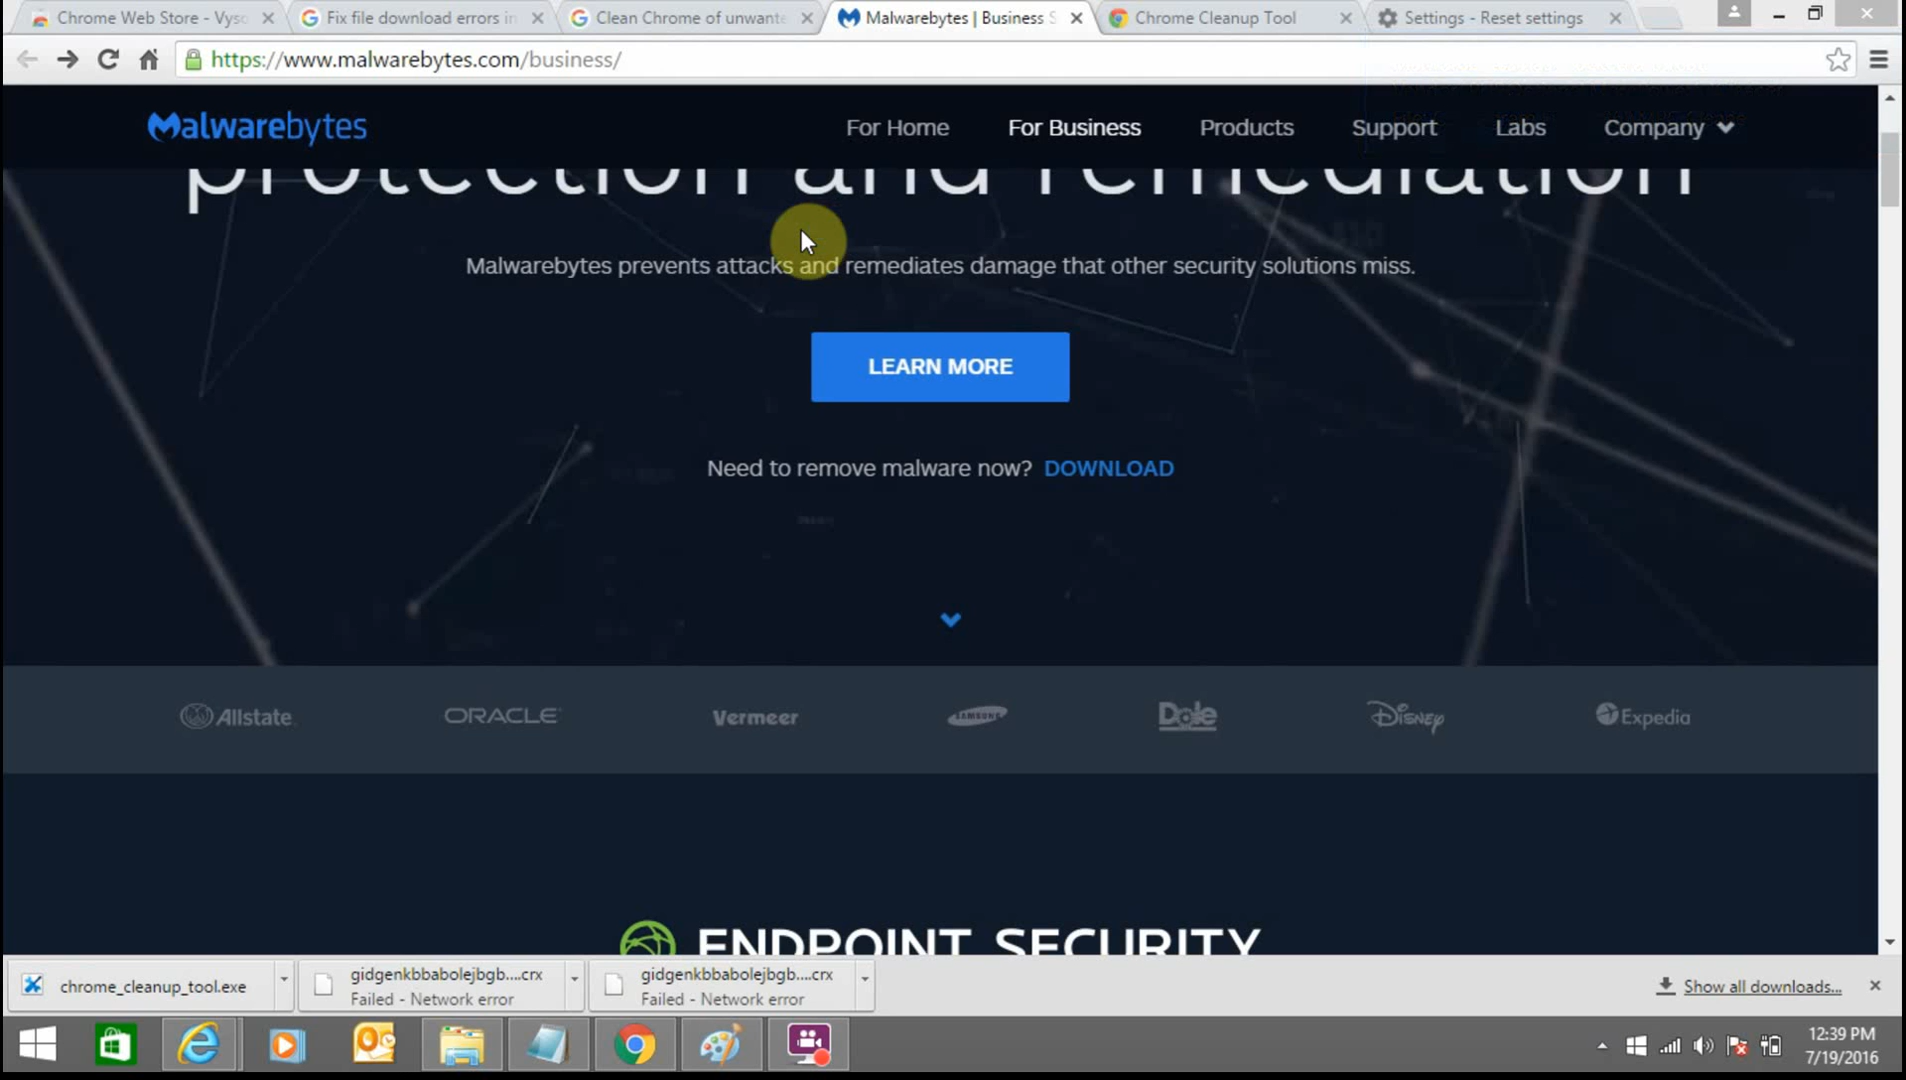 Chrome Web Store - Vyso
Fix file download errors in
Clean Chrome of unwante
Malwarebytes | Business S
Chrome Cleanup Tool
Settings - Reset settings
https://www.malwarebytes.com/business/
Malwarebytes
For Home
For Business
Products
Support
Labs
Company
protection and remediation
Malwarebytes prevents attacks and remediates damage that other security solutions miss.
LEARN MORE
Need to remove malware now? DOWNLOAD
Allstate
ORACLE
Vermeer
SAMSUNG
Dole
DISNEY
Expedia
ENDPOINT SECURITY
chrome_cleanup_tool.exe
gidgenkbbabolejbgb....crx
Failed - Network error
gidgenkbbabolejbgb....crx
Failed - Network error
Show all downloads...
12:39 PM
7/19/2016